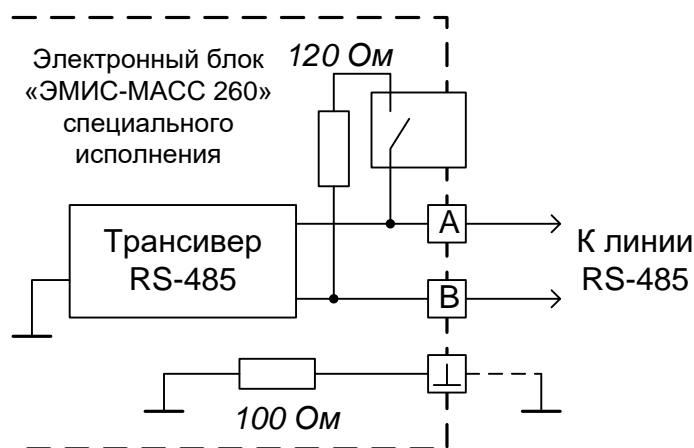 Электронный блок
«ЭМИС-МАСС 260»
специального
исполнения
120 Ом
Трансивер
RS-485
A
B
К линии
RS-485
100 Ом